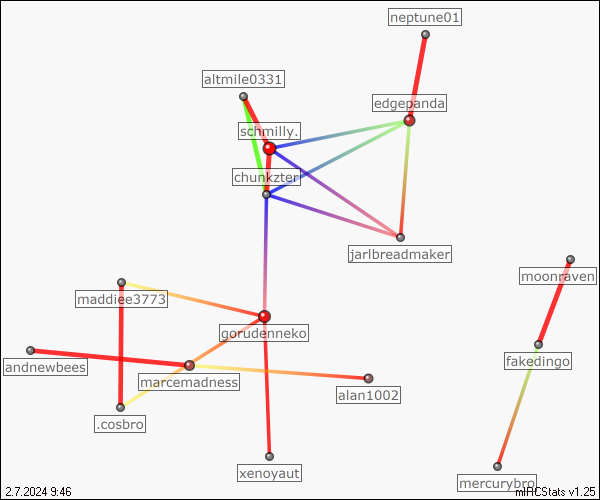 neptune01
altmile0331
edgepanda
schmilly.
chunkzter
jarlbreadmaker
moonraven
maddiee3773
gorudenneko
fakedingo
andnewbees
marcemadness
alan1002
.cosbro
xenoyaut
mercurybro
2.7.2024 9:46
mIRCStats v1.25